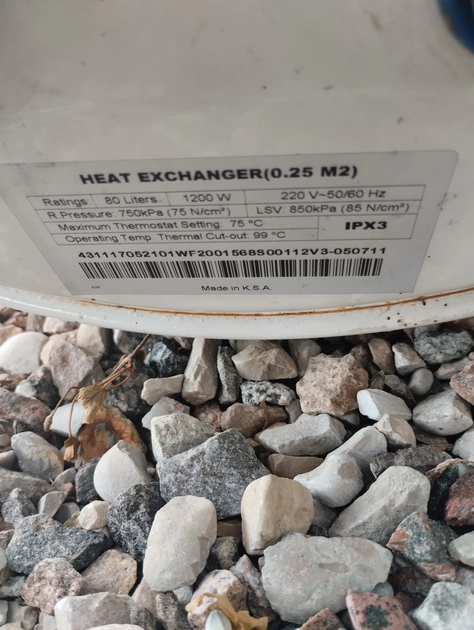 HEAT EXCHANGER(0.25 M2)
Ratings 80 Liters 1200 W 220 V~50/60 Hz
R.Pressure: 750kPa (75 N/cm²) LSV: 850kPa (85 N/cm²)
Maximum Thermostat Setting: 75 °C IPX3
Operating Temp. Thermal Cut-out: 99 °C
431117052101WF2001568S00112V3-050711
Made in K.S.A.